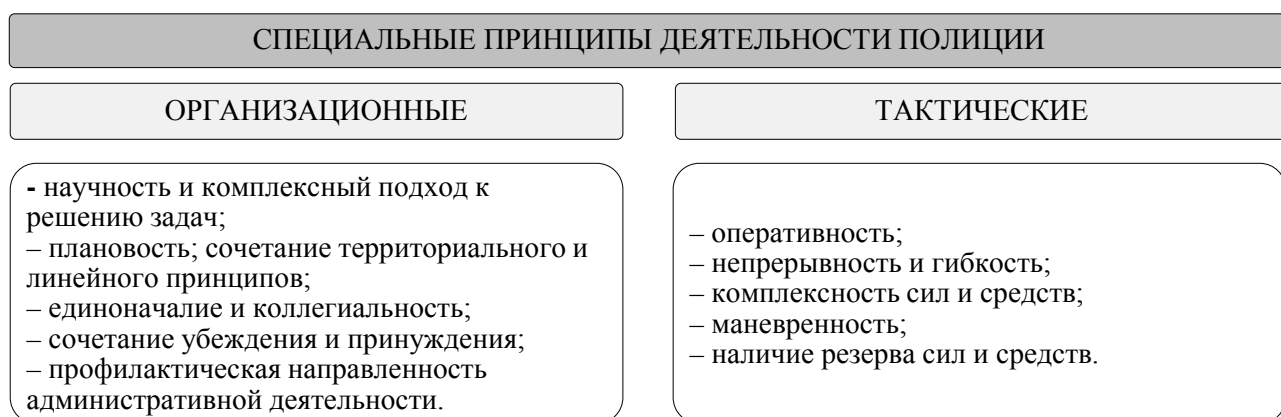 СПЕЦИАЛЬНЫЕ ПРИНЦИПЫ ДЕЯТЕЛЬНОСТИ ПОЛИЦИИ
ОРГАНИЗАЦИОННЫЕ
- научность и комплексный подход к
решению задач;
– плановость; сочетание территориального и
линейного принципов;
– единоначалие и коллегиальность;
– сочетание убеждения и принуждения;
– профилактическая направленность
административной деятельности.
ТАКТИЧЕСКИЕ
– оперативность;
– непрерывность и гибкость;
– комплексность сил и средств;
– маневренность;
– наличие резерва сил и средств.